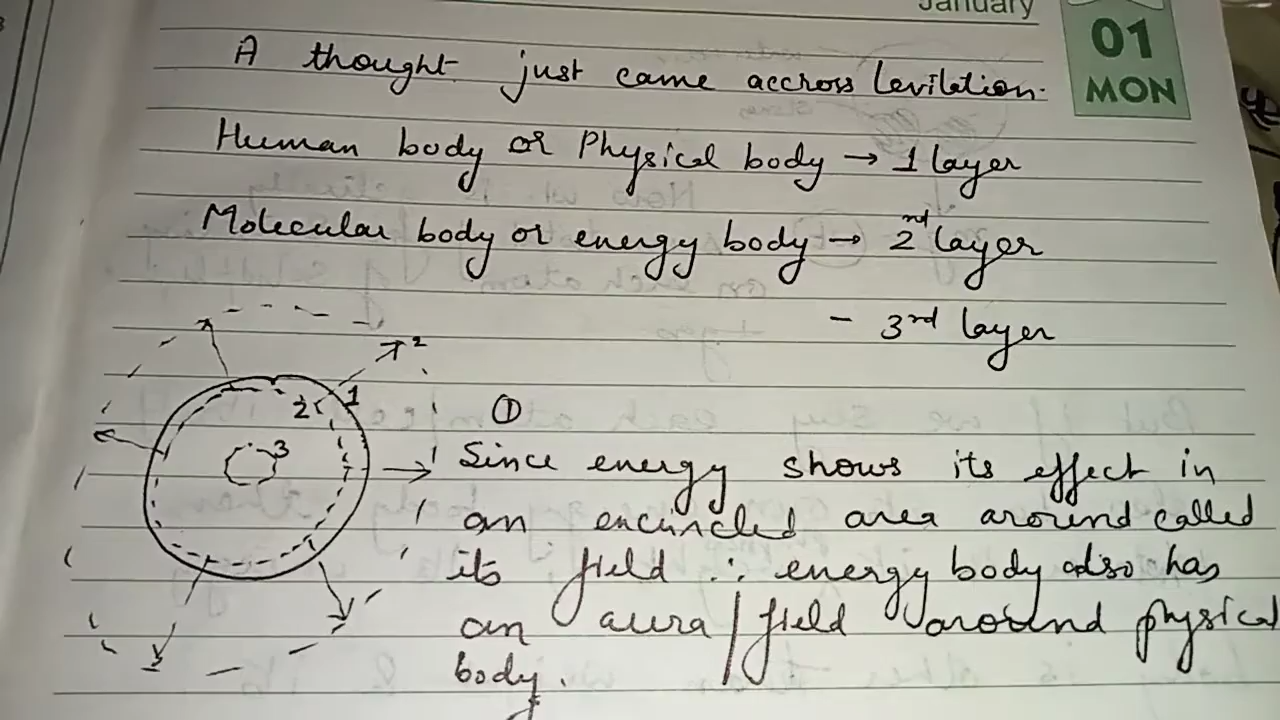 January
01
MON
A thought just came accross Levilation.
Human body or Physical body → 1 layer
Molecular body or energy body → 2nd layer
- 3rd layer
2
2 1
3
①
Since energy shows its effect in
an encircled area around called
its field ∴ energy body also has
an aura/field around physical
body.